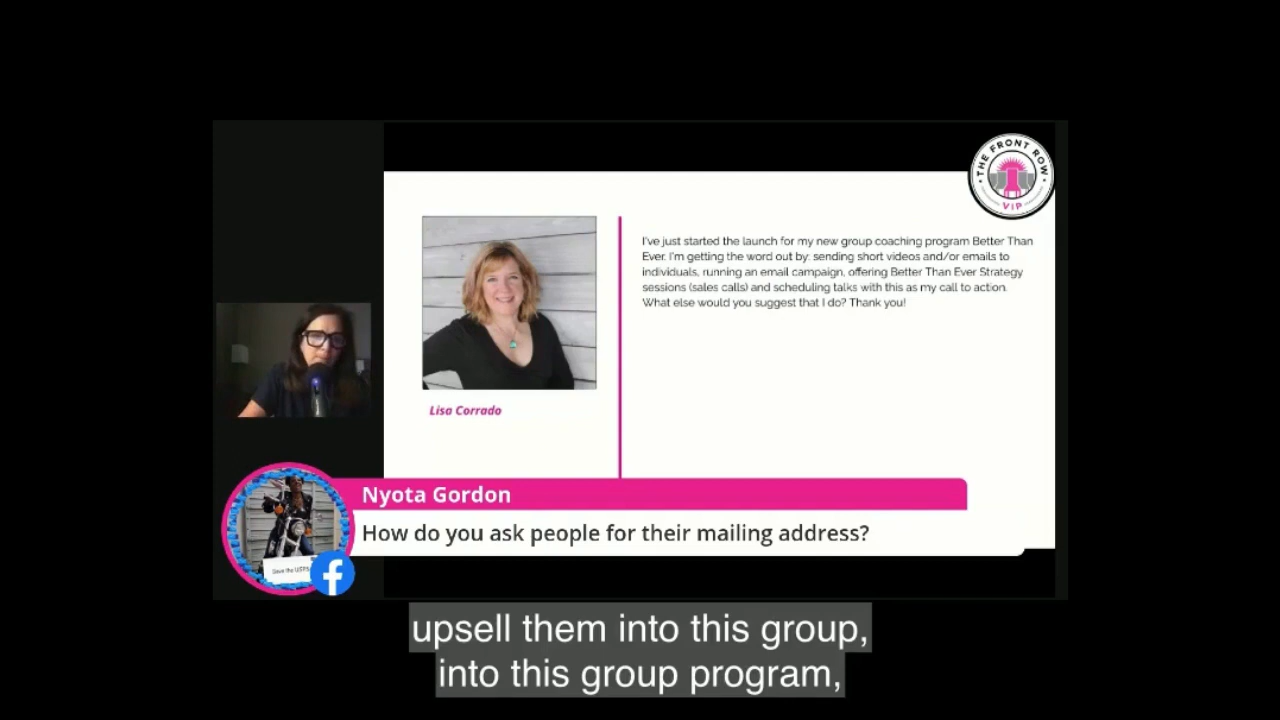 THE FRONT ROW
VIP
I've just started the launch for my new group coaching program Better Than
Ever. I'm getting the word out by: sending short videos and/or emails to
individuals, running an email campaign, offering Better Than Ever Strategy
sessions (sales calls) and scheduling talks with this as my call to action.
What else would you suggest that I do? Thank you!
Lisa Corrado
Nyota Gordon
How do you ask people for their mailing address?
Save the USPS
upsell them into this group,
into this group program,